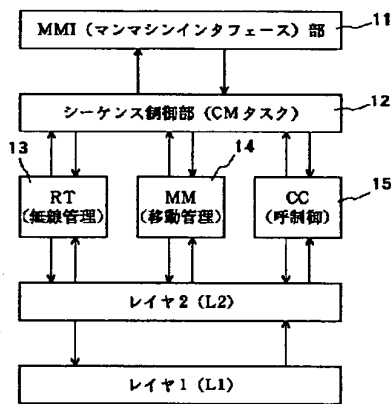 MMI（マンマシンインタフェース）部
11
シーケンス制御部（CMタスク）
12
13
14
15
RT
（無線管理）
MM
（移動管理）
CC
（呼制御）
レイヤ2（L2）
レイヤ1（L1）